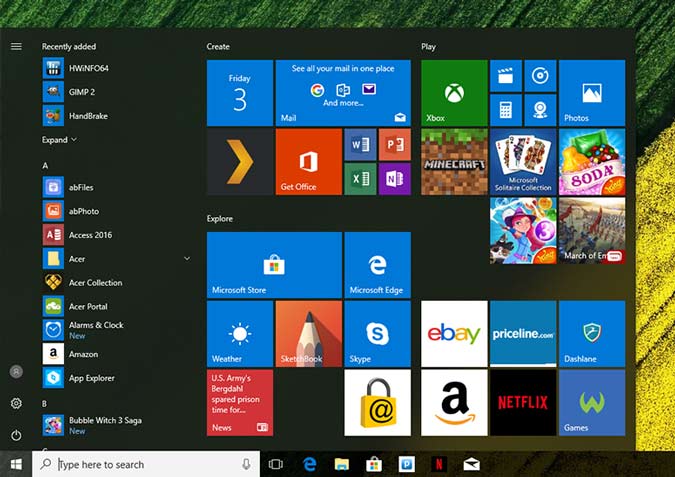 Recently added
HWiNFO64
GIMP 2
HandBrake
Expand
A
abFiles
abPhoto
Access 2016
Acer
Acer Collection
Acer Portal
Alarms & Clock
New
Amazon
App Explorer
B
Bubble Witch 3 Saga
New
Create
Friday
3
See all your mail in one place
And more...
Mail
Get Office
Explore
Microsoft Store
Microsoft Edge
Weather
SketchBook
Skype
U.S. Army's
Bergdahl
spared prison
time for...
News
Play
Xbox
Photos
MINECRAFT
Microsoft
Solitaire Collection
SODA
King
3
King
March of Em
ebay
priceline.com
Dashlane
NETFLIX
Games
Type here to search